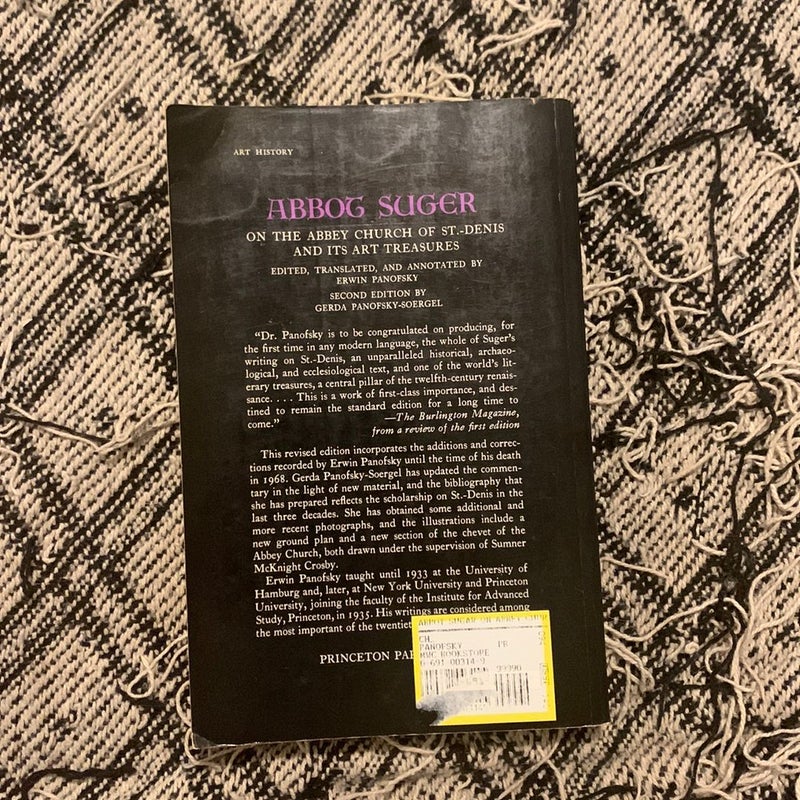 ART HISTORY
ABBOT SUGER
ON THE ABBEY CHURCH OF ST.-DENIS
AND ITS ART TREASURES
EDITED, TRANSLATED, AND ANNOTATED BY
ERWIN PANOFSKY
SECOND EDITION BY
GERDA PANOFSKY-SOERGEL
“Dr. Panofsky is to be congratulated on producing, for
the first time in any modern language, the whole of Suger's
writing on St.-Denis, an unparalleled historical, archaeo-
logical, and ecclesiological text, and one of the world's lit-
erary treasures, a central pillar of the twelfth-century renais-
sance. . . . This is a work of first-class importance, and des-
tined to remain the standard edition for a long time to
come.”
—The Burlington Magazine,
from a review of the first edition
This revised edition incorporates the additions and correc-
tions recorded by Erwin Panofsky until the time of his death
in 1968. Gerda Panofsky-Soergel has updated the commen-
tary in the light of new material, and the bibliography that
she has prepared reflects the scholarship on St.-Denis in the
last three decades. She has obtained some additional and
more recent photographs, and the illustrations include a
new ground plan and a new section of the chevet of the
Abbey Church, both drawn under the supervision of Sumner
McKnight Crosby.
Erwin Panofsky taught until 1933 at the University of
Hamburg and, later, at New York University and Princeton
University, joining the faculty of the Institute for Advanced
Study, Princeton, in 1935. His writings are considered among
the most important of the
PRINCETON
CH.
PANOFSKY PB
BOOKSTORE
0-691-00314-9
99990